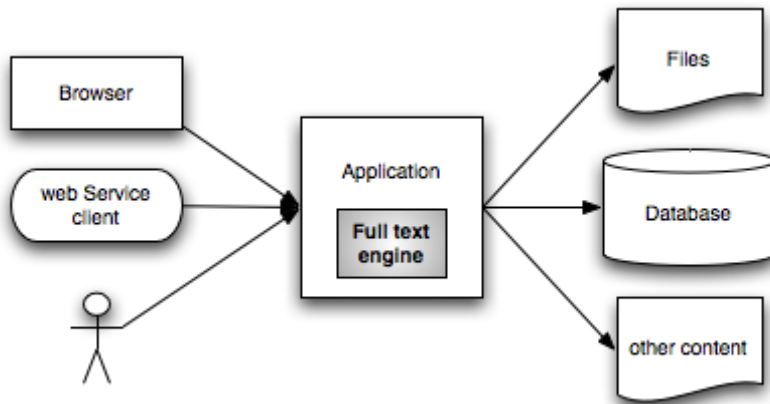 Browser
web Service
client
Application
Full text
engine
Files
Database
other content